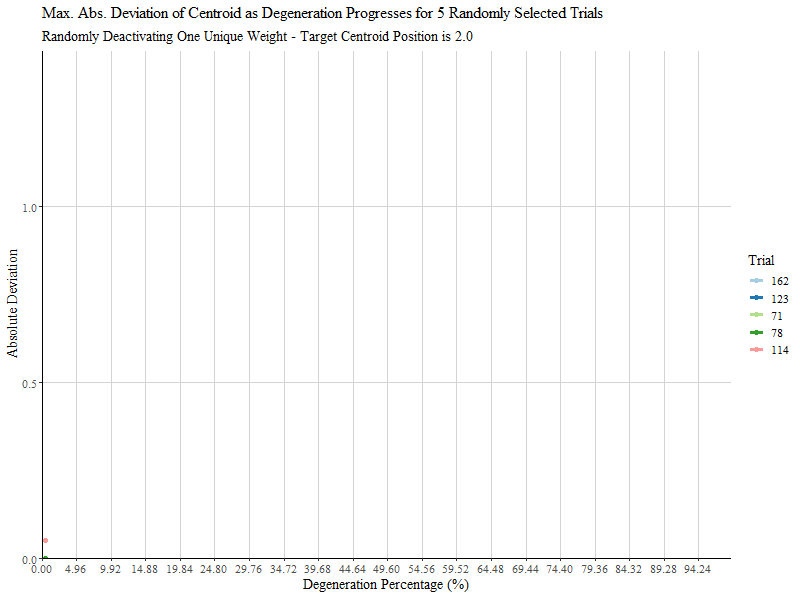 Max. Abs. Deviation of Centroid as Degeneration Progresses for 5 Randomly Selected Trials
Randomly Deactivating One Unique Weight - Target Centroid Position is 2.0
Absolute Deviation
1.0
0.5
0.0
0.00 4.96 9.92 14.88 19.84 24.80 29.76 34.72 39.68 44.64 49.60 54.56 59.52 64.48 69.44 74.40 79.36 84.32 89.28 94.24
Degeneration Percentage (%)
Trial
162
123
71
78
114